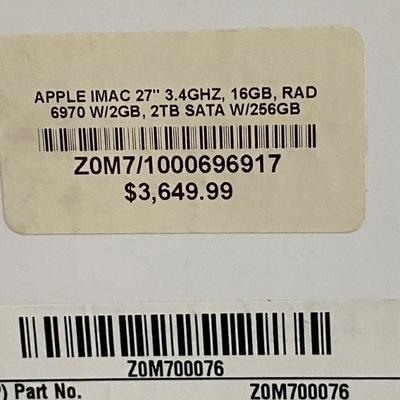 APPLE IMAC 27" 3.4GHZ, 16GB, RAD
6970 W/2GB, 2TB SATA W/256GB
Z0M7/1000696917
$3,649.99
Z0M700076
P) Part No. Z0M700076